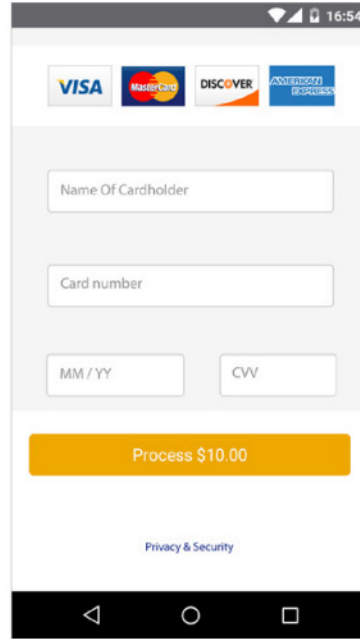 16:54
VISA MasterCard DISCOVER AMERICAN EXPRESS
Name Of Cardholder
Card number
MM / YY CVV
Process $10.00
Privacy & Security